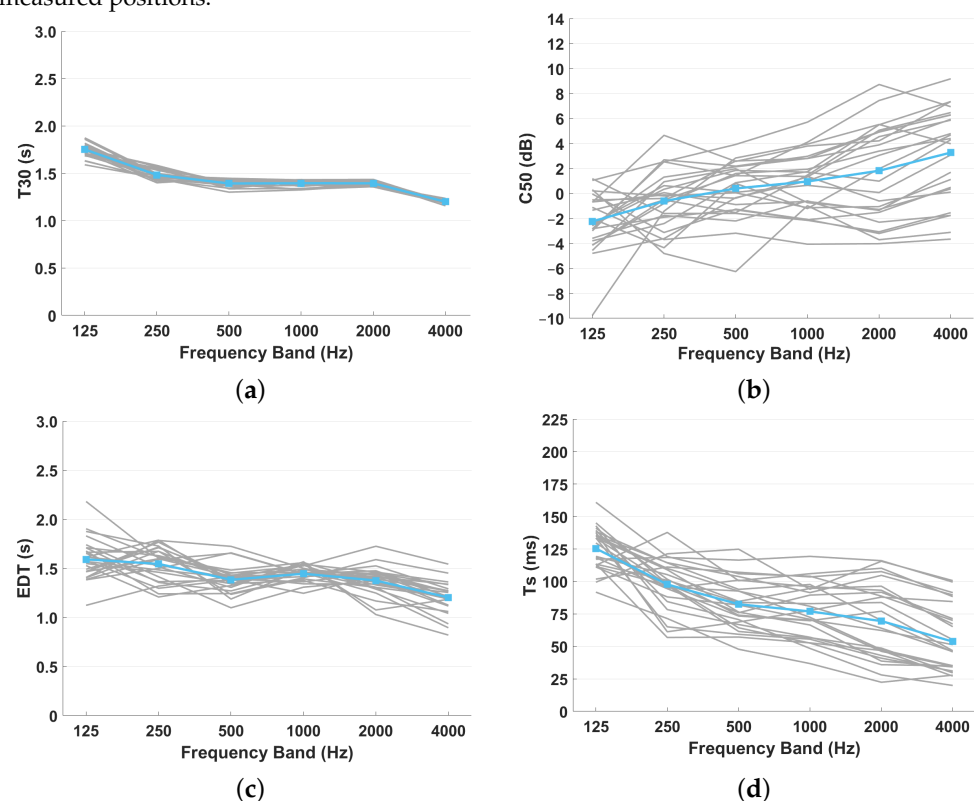 measured positions.
3.0
2.5
2.0
1.5
1.0
0.5
0
T30 (s)
125 250 500 1000 2000 4000
Frequency Band (Hz)
(a)
14
12
10
8
6
4
2
0
−2
−4
−6
−8
−10
C50 (dB)
125 250 500 1000 2000 4000
Frequency Band (Hz)
(b)
3.0
2.5
2.0
1.5
1.0
0.5
0
EDT (s)
125 250 500 1000 2000 4000
Frequency Band (Hz)
(c)
225
200
175
150
125
100
75
50
25
0
Ts (ms)
125 250 500 1000 2000 4000
Frequency Band (Hz)
(d)